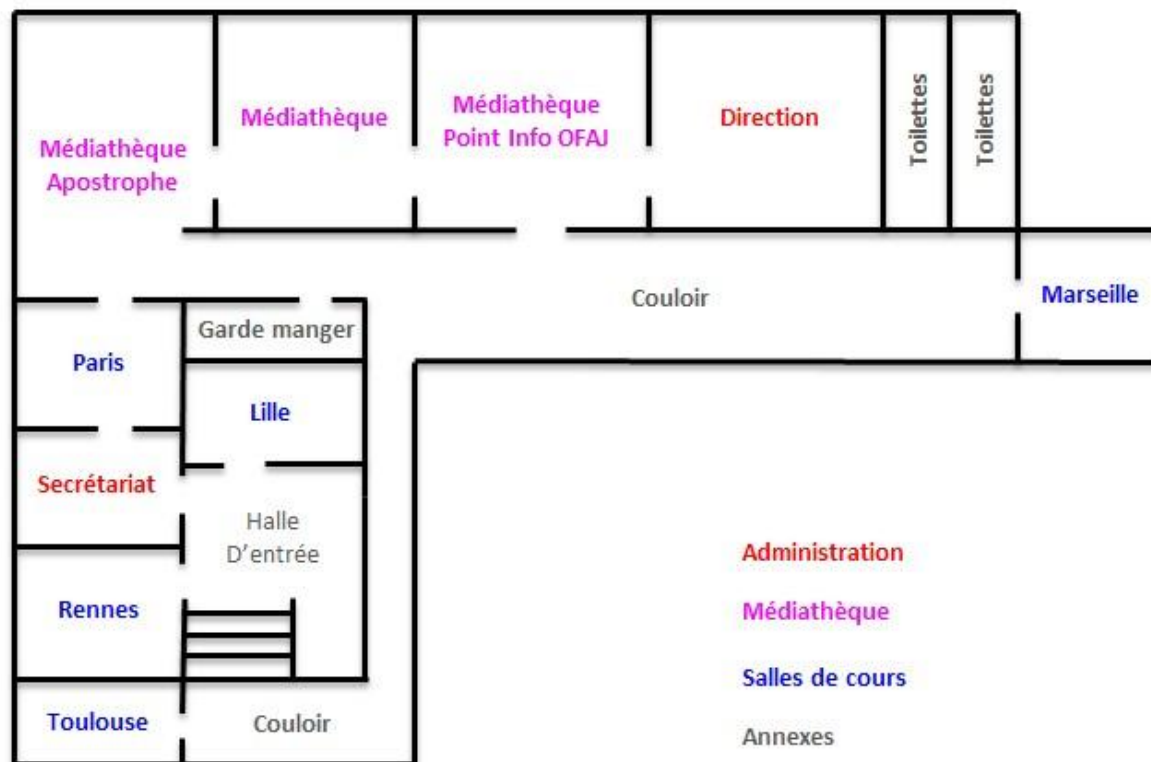 Médiathèque
Apostrophe
Médiathèque
Médiathèque
Point Info OFAJ
Direction
Toilettes
Toilettes
Couloir
Marseille
Garde manger
Paris
Lille
Secrétariat
Halle
D'entrée
Rennes
Toulouse
Couloir
Administration
Médiathèque
Salles de cours
Annexes